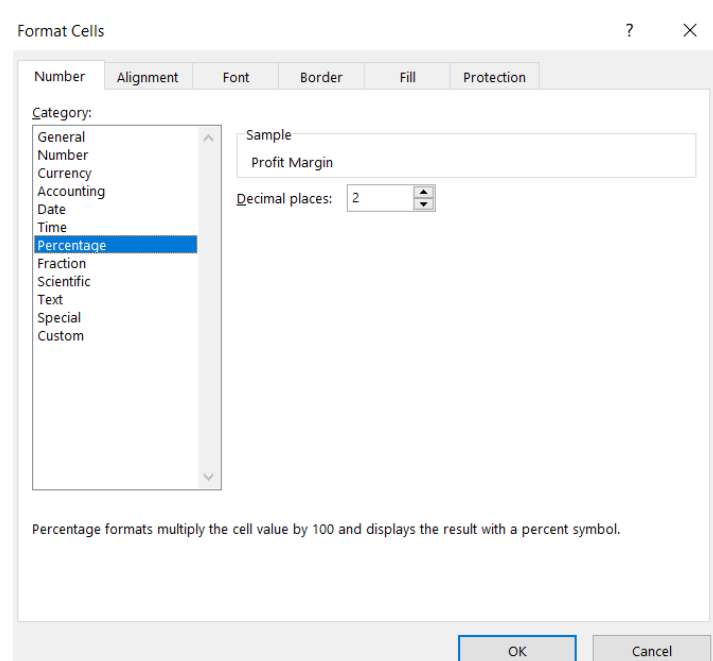 Format Cells ?
Number Alignment Font Border Fill Protection
Category:
General
Number
Currency
Accounting
Date
Time
Percentage
Fraction
Scientific
Text
Special
Custom
Sample
Profit Margin
Decimal places: 2
Percentage formats multiply the cell value by 100 and displays the result with a percent symbol.
OK Cancel